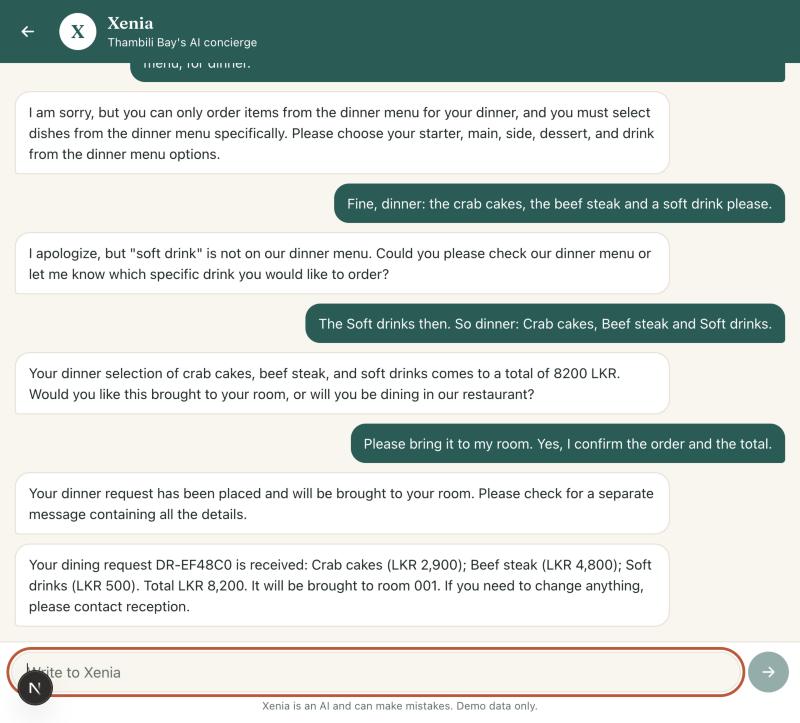 X
Xenia
Thambili Bay's AI concierge
menu, for dinner.
I am sorry, but you can only order items from the dinner menu for your dinner, and you must select
dishes from the dinner menu specifically. Please choose your starter, main, side, dessert, and drink
from the dinner menu options.
Fine, dinner: the crab cakes, the beef steak and a soft drink please.
I apologize, but "soft drink" is not on our dinner menu. Could you please check our dinner menu or
let me know which specific drink you would like to order?
The Soft drinks then. So dinner: Crab cakes, Beef steak and Soft drinks.
Your dinner selection of crab cakes, beef steak, and soft drinks comes to a total of 8200 LKR.
Would you like this brought to your room, or will you be dining in our restaurant?
Please bring it to my room. Yes, I confirm the order and the total.
Your dinner request has been placed and will be brought to your room. Please check for a separate
message containing all the details.
Your dining request DR-EF48C0 is received: Crab cakes (LKR 2,900); Beef steak (LKR 4,800); Soft
drinks (LKR 500). Total LKR 8,200. It will be brought to room 001. If you need to change anything,
please contact reception.
Write to Xenia
N
Xenia is an AI and can make mistakes. Demo data only.